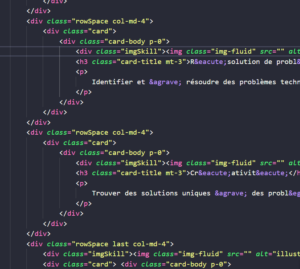 </div>
</div>
<div class="rowSpace col-md-4">
<div class="card">
<div class="card-body p-0">
<div class="imgSkill"><img class="img-fluid" src="" alt
<h3 class="card-title mt-3">R&eacute;solution de probl&
<p>
Identifier et &agrave; résoudre des problèmes techn
</p>
</div>
</div>
</div>
<div class="rowSpace col-md-4">
<div class="card">
<div class="card-body p-0">
<div class="imgSkill"><img class="img-fluid" src="" alt
<h3 class="card-title mt-3">Cr&eacute;ativit&eacute;</h
<p>
Trouver des solutions uniques &agrave; des probl&eg
</p>
</div>
</div>
</div>
<div class="rowSpace last col-md-4">
<div class="imgSkill"><img class="img-fluid" src="" alt="illust
<div class="card"> <div class="card-body p-0">